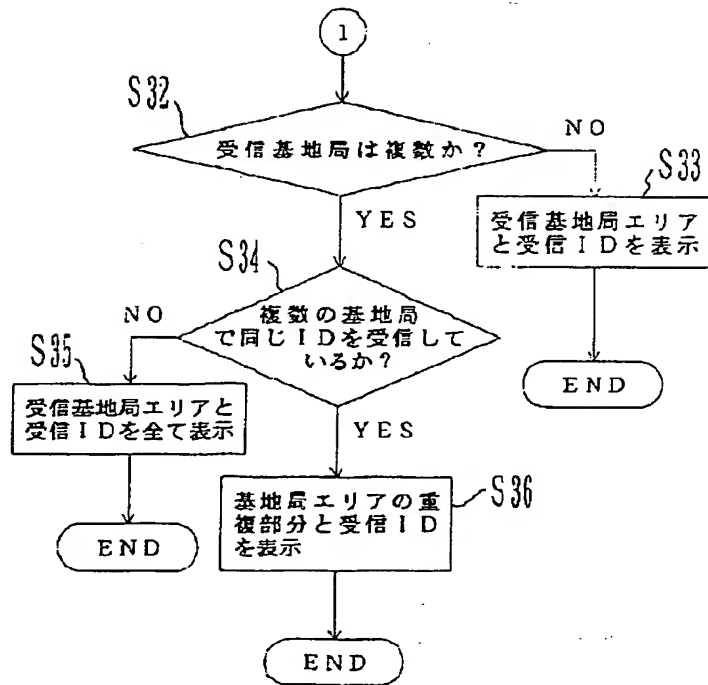 1
S32
受信基地局は複数か?
NO
S33
受信基地局エリア
と受信IDを表示
END
YES
S34
複数の基地局
で同じIDを受信して
いるか?
NO
S35
受信基地局エリアと
受信IDを全て表示
END
YES
S36
基地局エリアの重
複部分と受信ID
を表示
END